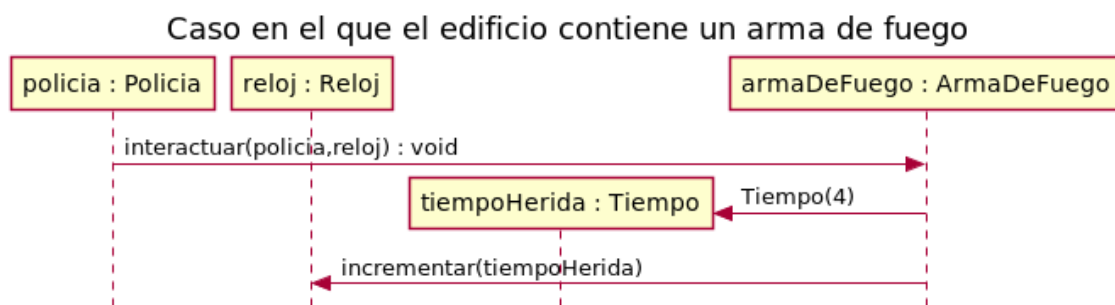 Caso en el que el edificio contiene un arma de fuego
policia : Policia
reloj : Reloj
armaDeFuego : ArmaDeFuego
interactuar(policia,reloj) : void
tiempoHerida : Tiempo
Tiempo(4)
incrementar(tiempoHerida)